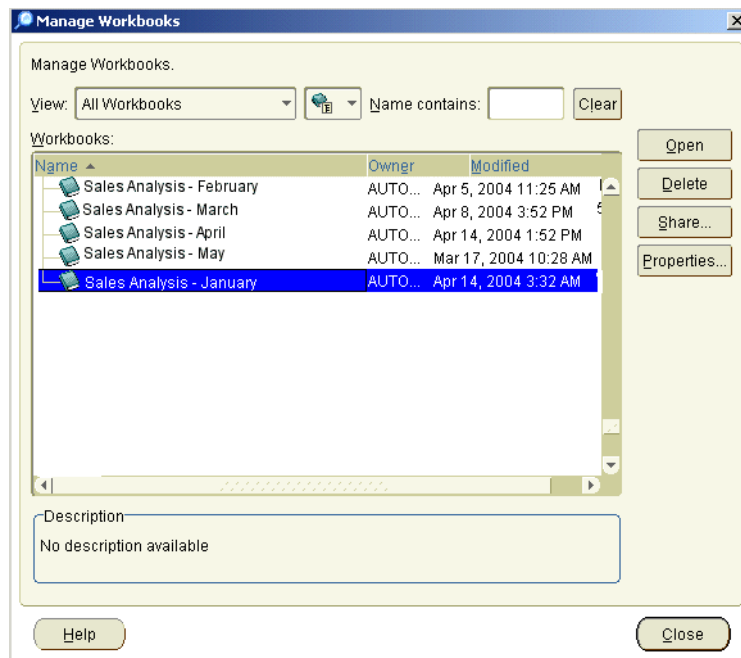 Manage Workbooks
Manage Workbooks.
View: All Workbooks Name contains: Clear
Workbooks:
Name Owner Modified
Sales Analysis - February AUTO... Apr 5, 2004 11:25 AM
Sales Analysis - March AUTO... Apr 8, 2004 3:52 PM
Sales Analysis - April AUTO... Apr 14, 2004 1:52 PM
Sales Analysis - May AUTO... Mar 17, 2004 10:28 AM
Sales Analysis - January AUTO... Apr 14, 2004 3:32 AM
Open
Delete
Share...
Properties...
Description
No description available
Help Close